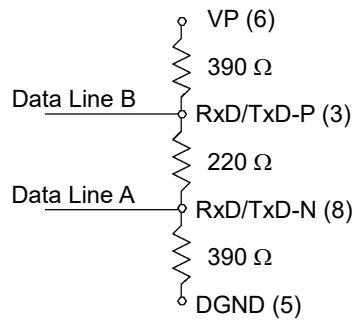 VP (6)
390 Ω
Data Line B
RxD/TxD-P (3)
220 Ω
Data Line A
RxD/TxD-N (8)
390 Ω
DGND (5)